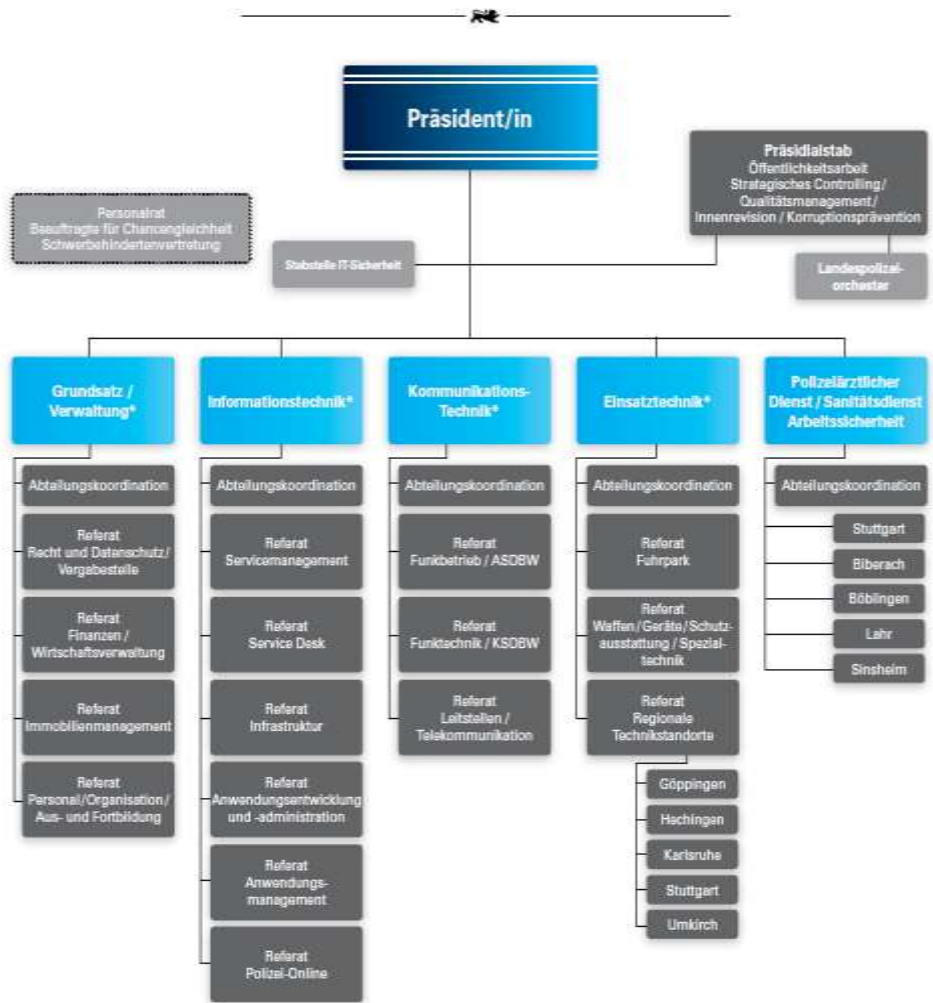 Präsident/in
Präsidialstab
Öffentlichkeitsarbeit
Strategisches Controlling /
Qualitätsmanagement /
Innenrevision / Korruptionsprävention
Personalrat
Beauftragte für Chancengleichheit
Schwerbehindertenvertretung
Stabstelle IT-Sicherheit
Landespolizei-
orchester
Grundsatz /
Verwaltung*
Abteilungskoordination
Referat
Recht und Datenschutz/
Vergabestelle
Referat
Finanzen /
Wirtschaftsverwaltung
Referat
Immobilienmanagement
Referat
Personal/Organisation/
Aus- und Fortbildung
Informationstechnik*
Abteilungskoordination
Referat
Servicemanagement
Referat
Service Desk
Referat
Infrastruktur
Referat
Anwendungsentwicklung
und -administration
Referat
Anwendungs-
management
Referat
Polizei-Online
Kommunikations-
Technik*
Abteilungskoordination
Referat
Funkbetrieb / ASDBW
Referat
Funktechnik / KSDBW
Referat
Leitstellen /
Telekommunikation
Einsatztechnik*
Abteilungskoordination
Referat
Fuhrpark
Referat
Waffen/Geräte/Schutz-
ausstattung / Spezial-
technik
Referat
Regionale
Technikstandorte
Göppingen
Hechingen
Karlsruhe
Stuttgart
Umkirch
Polizeiärztlicher
Dienst / Sanitätsdienst
Arbeitssicherheit
Abteilungskoordination
Stuttgart
Biberach
Böblingen
Lahr
Sinsheim